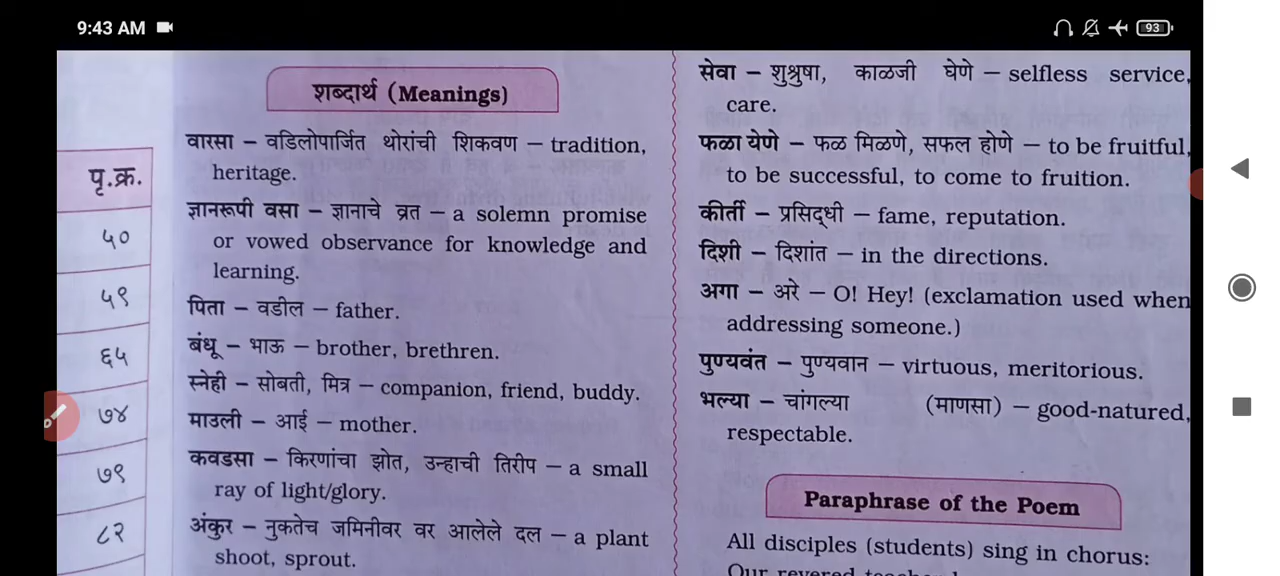 9:43 AM
93
पृ.क्र.
५०
५९
६५
७४
७९
८२
शब्दार्थ (Meanings)
वारसा – वडिलोपार्जित थोरांची शिकवण – tradition,
heritage.
ज्ञानरूपी वसा – ज्ञानाचे व्रत – a solemn promise
or vowed observance for knowledge and
learning.
पिता – वडील – father.
बंधू – भाऊ – brother, brethren.
स्नेही – सोबती, मित्र – companion, friend, buddy.
माउली – आई – mother.
कवडसा – किरणांचा झोत, उन्हाची तिरीप – a small
ray of light/glory.
अंकुर – नुकतेच जमिनीवर वर आलेले दल – a plant
shoot, sprout.
सेवा – शुश्रुषा, काळजी घेणे – selfless service,
care.
फळा येणे – फळ मिळणे, सफल होणे – to be fruitful,
to be successful, to come to fruition.
कीर्ती – प्रसिद्धी – fame, reputation.
दिशी – दिशांत – in the directions.
अगा – अरे – O! Hey! (exclamation used when
addressing someone.)
पुण्यवंत – पुण्यवान – virtuous, meritorious.
भल्या – चांगल्या (माणसा) – good-natured,
respectable.
Paraphrase of the Poem
All disciples (students) sing in chorus:
Our revered